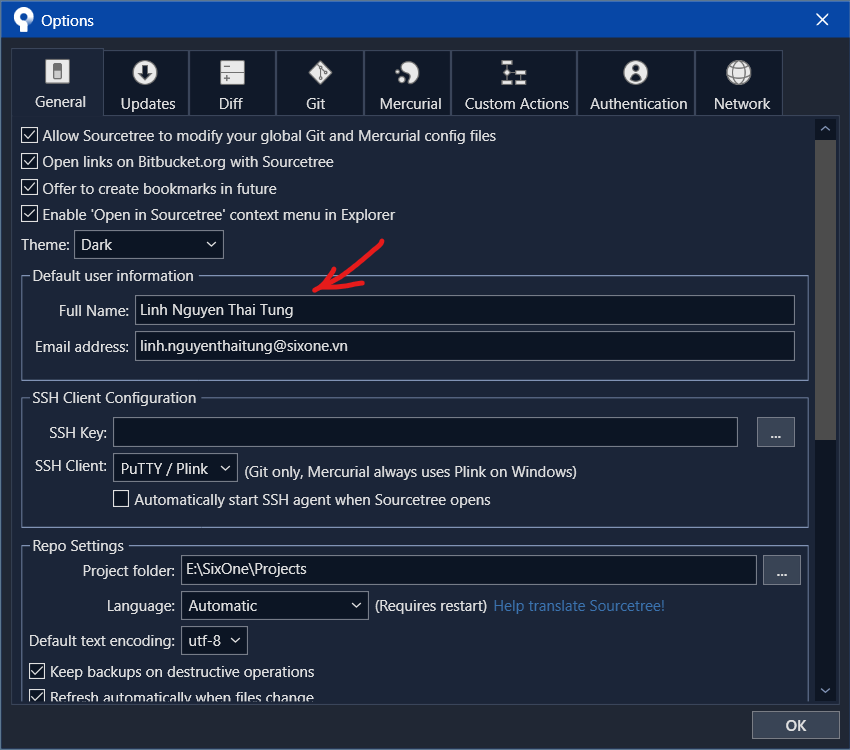 Options
General
Updates
Diff
Git
Mercurial
Custom Actions
Authentication
Network
Allow Sourcetree to modify your global Git and Mercurial config files
Open links on Bitbucket.org with Sourcetree
Offer to create bookmarks in future
Enable 'Open in Sourcetree' context menu in Explorer
Theme: Dark
Default user information
Full Name: Linh Nguyen Thai Tung
Email address: linh.nguyenthaitung@sixone.vn
SSH Client Configuration
SSH Key: ...
SSH Client: PuTTY / Plink (Git only, Mercurial always uses Plink on Windows)
Automatically start SSH agent when Sourcetree opens
Repo Settings
Project folder: E:\SixOne\Projects ...
Language: Automatic (Requires restart) Help translate Sourcetree!
Default text encoding: utf-8
Keep backups on destructive operations
Refresh automatically when files change
OK